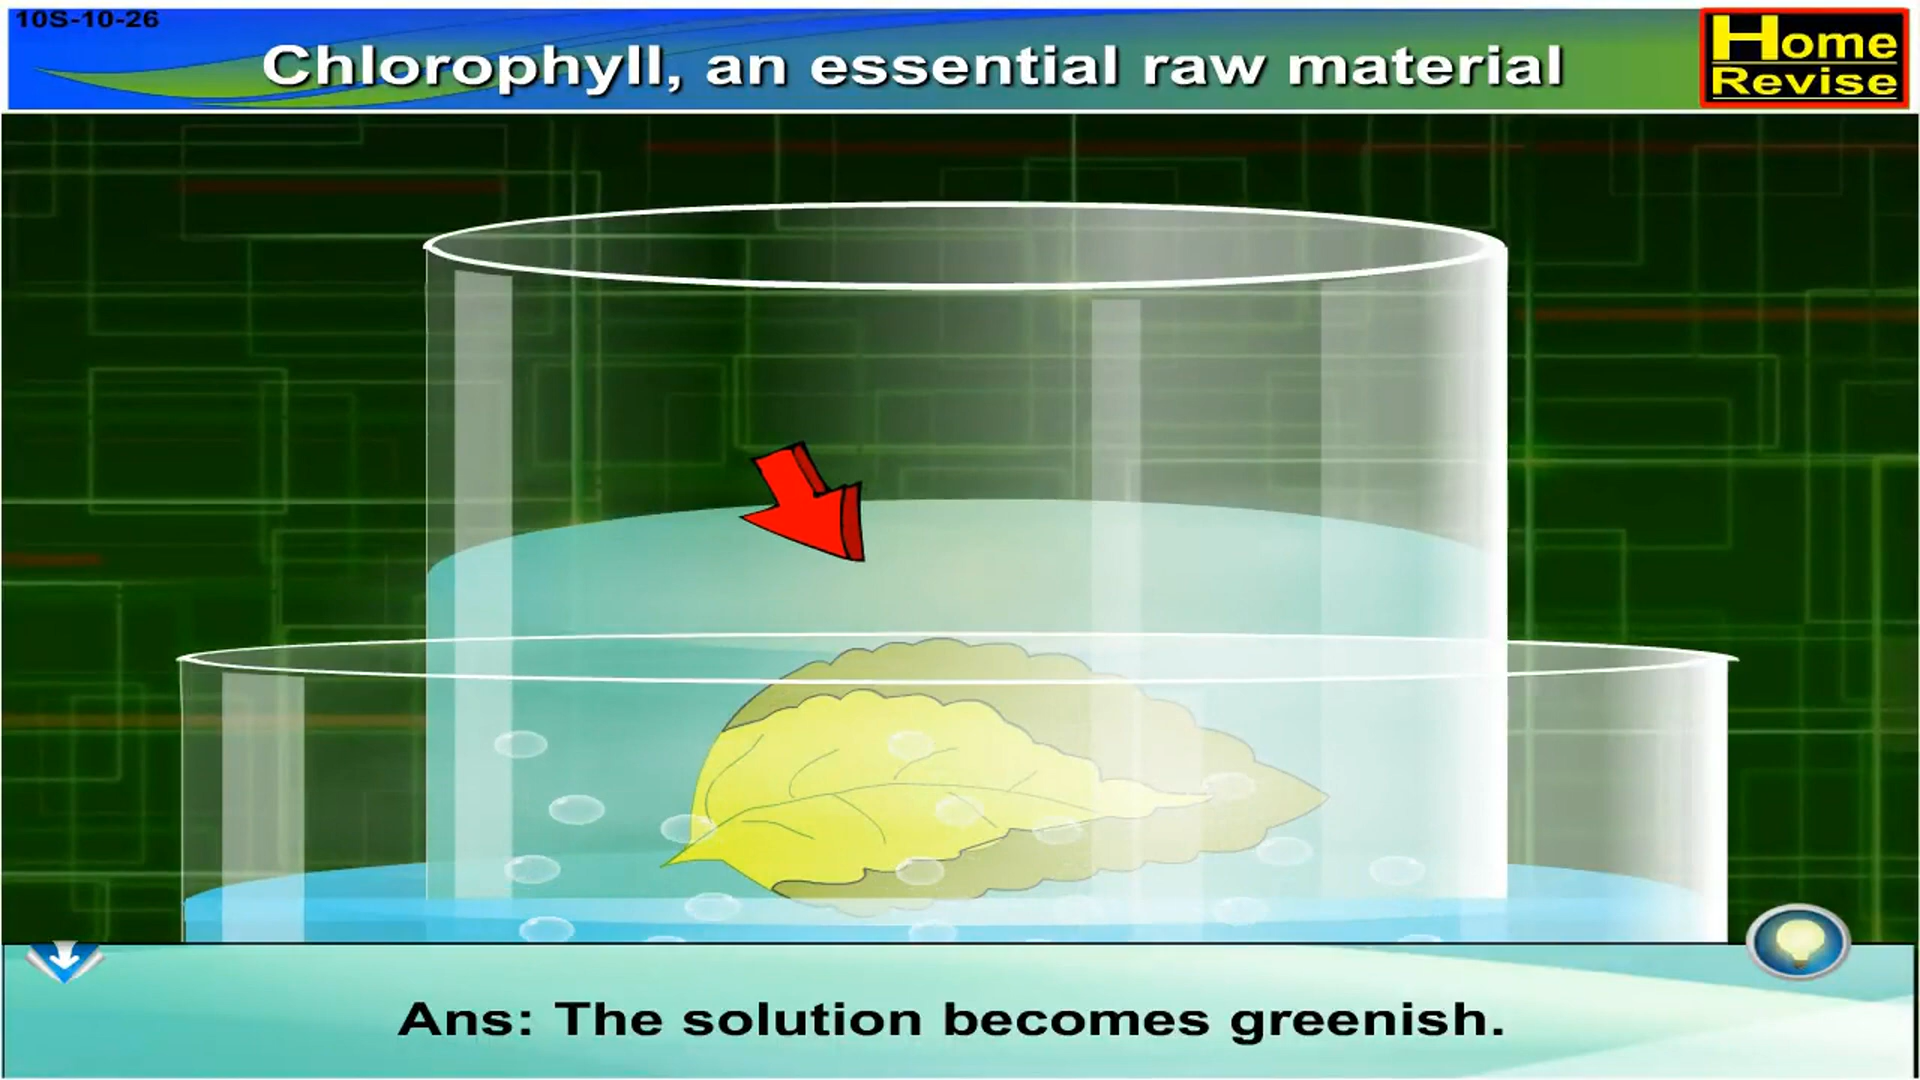 10S-10-26
Chlorophyll, an essential raw material
Home
Revise
Ans: The solution becomes greenish.